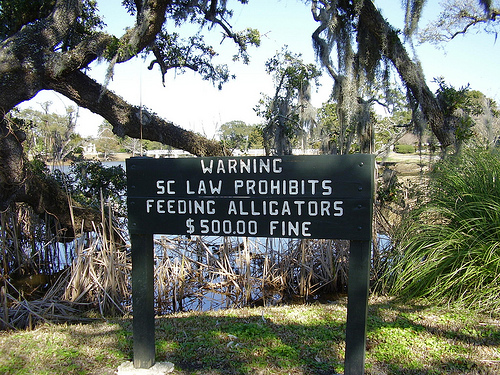 WARNING
SC LAW PROHIBITS
FEEDING ALLIGATORS
$500.00 FINE